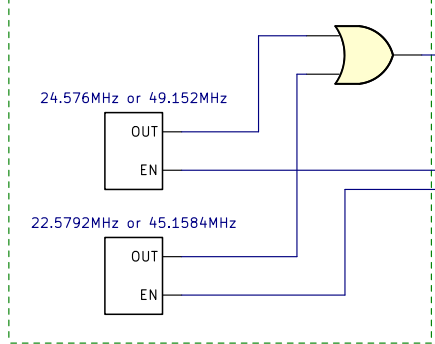 24.576MHz or 49.152MHz
OUT
EN
22.5792MHz or 45.1584MHz
OUT
EN